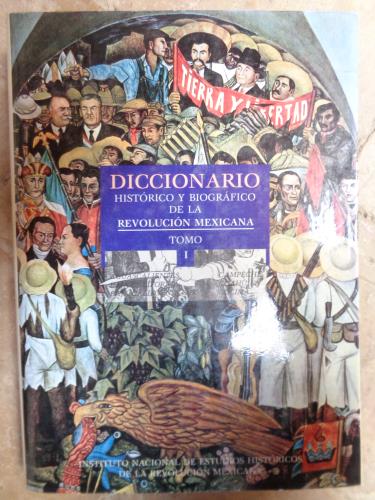 TIERRA Y LIBERTAD
DICCIONARIO
HISTÓRICO Y BIOGRÁFICO
DE LA
REVOLUCIÓN MEXICANA
TOMO
I
INSTITUTO NACIONAL DE ESTUDIOS HISTÓRICOS
DE LA REVOLUCIÓN MEXICANA